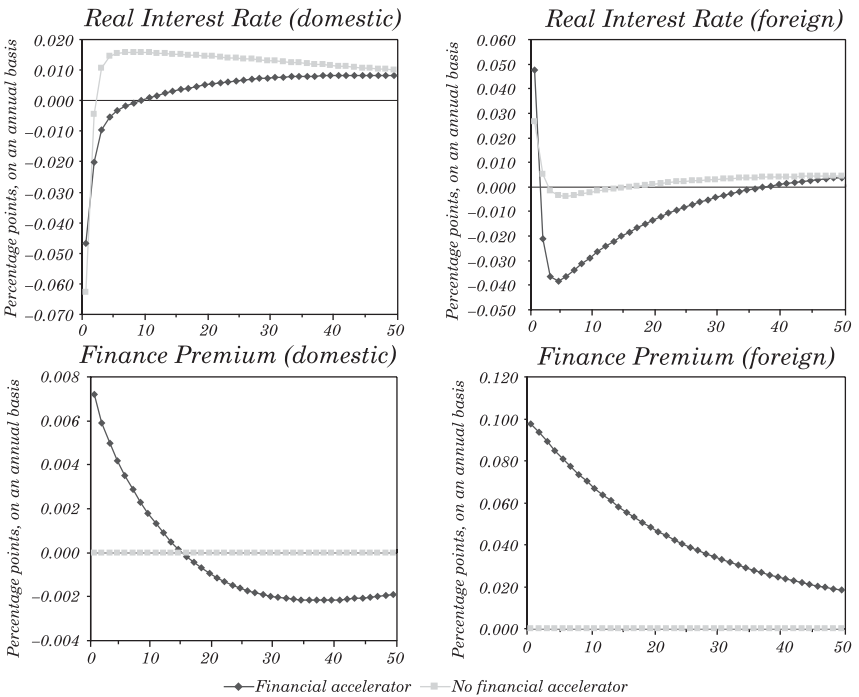 Real Interest Rate (domestic)
Percentage points, on an annual basis
0.020
0.010
0.000
–0.010
–0.020
–0.030
–0.040
–0.050
–0.060
–0.070
0 10 20 30 40 50
Real Interest Rate (foreign)
Percentage points, on an annual basis
0.060
0.050
0.040
0.030
0.020
0.010
0.000
–0.010
–0.020
–0.030
–0.040
–0.050
0 10 20 30 40 50
Finance Premium (domestic)
Percentage points, on an annual basis
0.008
0.006
0.004
0.002
0.000
–0.002
–0.004
0 10 20 30 40 50
Finance Premium (foreign)
Percentage points, on an annual basis
0.120
0.100
0.080
0.060
0.040
0.020
0.000
0 10 20 30 40 50
Financial accelerator No financial accelerator